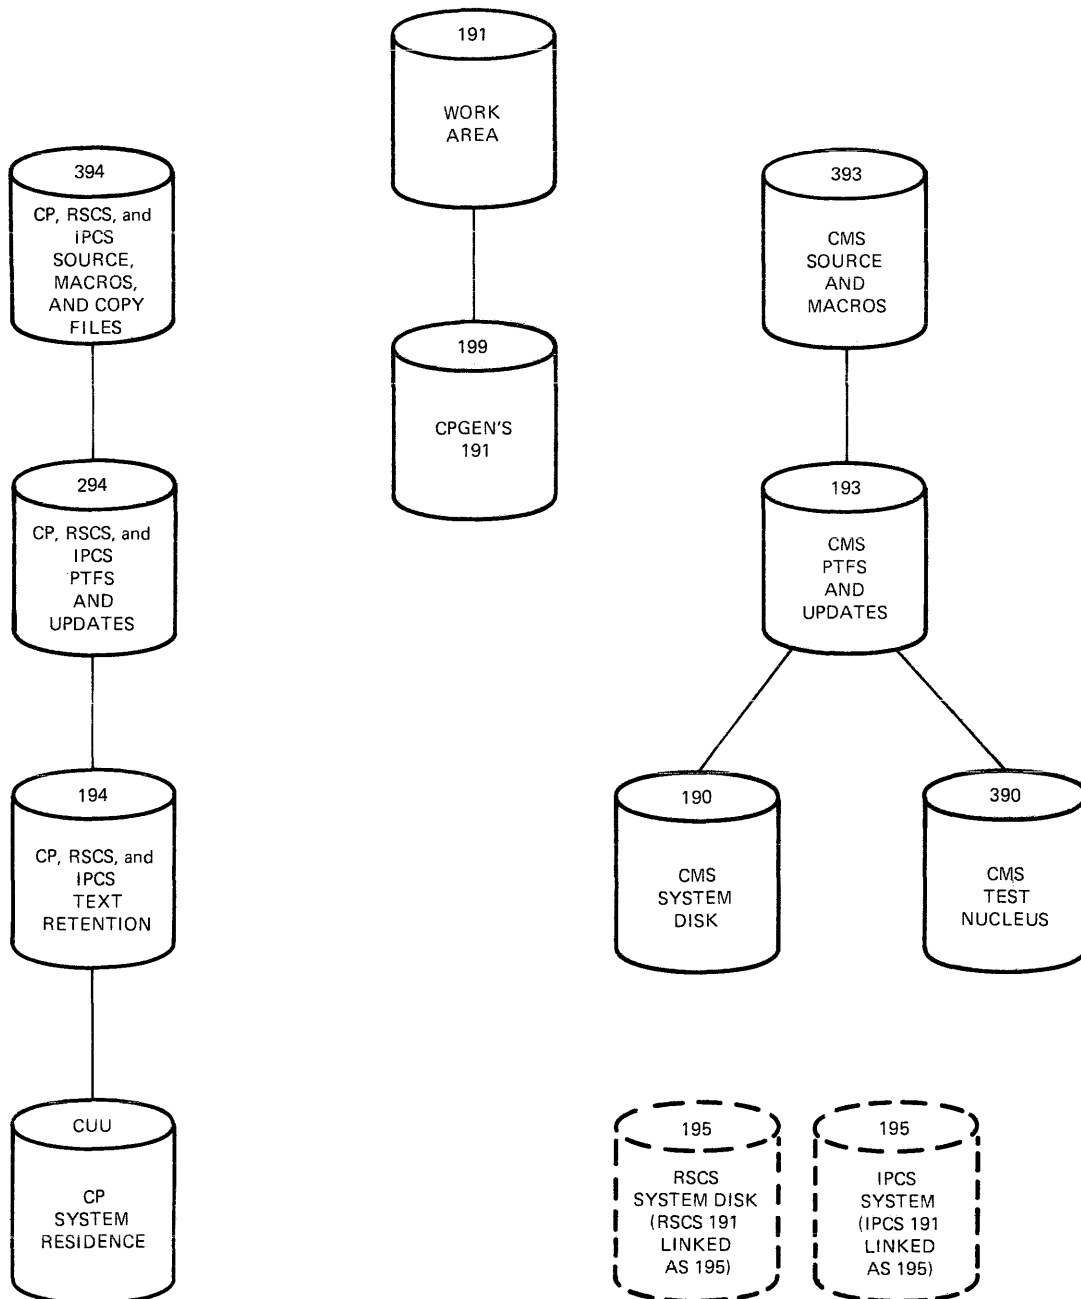 191
WORK
AREA
394
CP, RSCS, and
IPCS
SOURCE,
MACROS,
AND COPY
FILES
393
CMS
SOURCE
AND
MACROS
199
CPGEN'S
191
294
CP, RSCS, and
IPCS
PTFS
AND
UPDATES
193
CMS
PTFS
AND
UPDATES
194
CP, RSCS, and
IPCS
TEXT
RETENTION
190
CMS
SYSTEM
DISK
390
CMS
TEST
NUCLEUS
CUU
CP
SYSTEM
RESIDENCE
195
RSCS
SYSTEM DISK
(RSCS 191
LINKED
AS 195)
195
IPCS
SYSTEM
(IPCS 191
LINKED
AS 195)